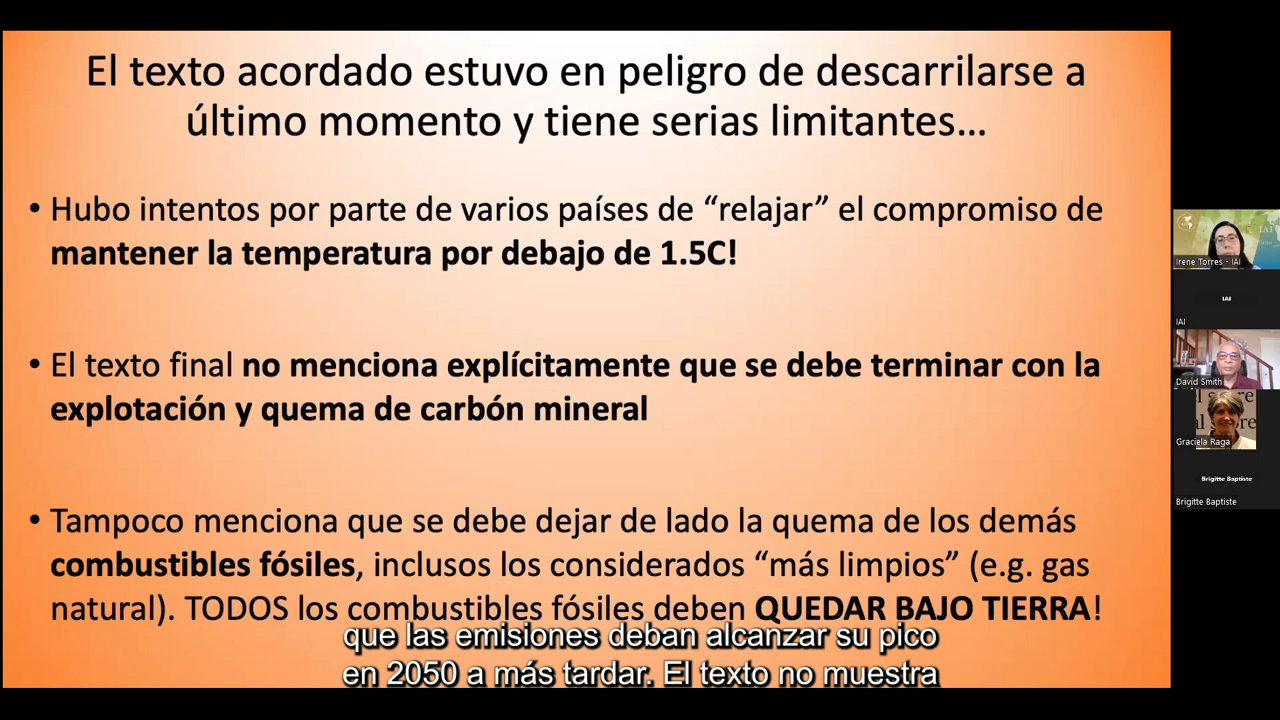 El texto acordado estuvo en peligro de descarrilarse a
último momento y tiene serias limitantes...
• Hubo intentos por parte de varios países de “relajar” el compromiso de
mantener la temperatura por debajo de 1.5C!
• El texto final no menciona explícitamente que se debe terminar con la
explotación y quema de carbón mineral
• Tampoco menciona que se debe dejar de lado la quema de los demás
combustibles fósiles, inclusos los considerados “más limpios” (e.g. gas
natural). TODOS los combustibles fósiles deben QUEDAR BAJO TIERRA!
que las emisiones deban alcanzar su pico
en 2050 a más tardar. El texto no muestra
IAI
Irene Torres - IAI
IAI
IAI
David Smith
Graciela Raga
Brigitte Baptiste
Brigitte Baptiste